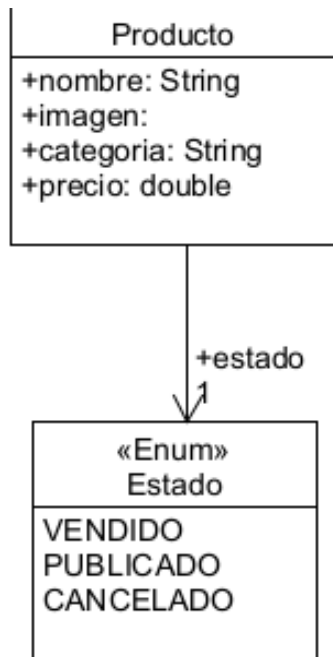 Producto
+nombre: String
+imagen:
+categoria: String
+precio: double
+estado
1
«Enum»
Estado
VENDIDO
PUBLICADO
CANCELADO